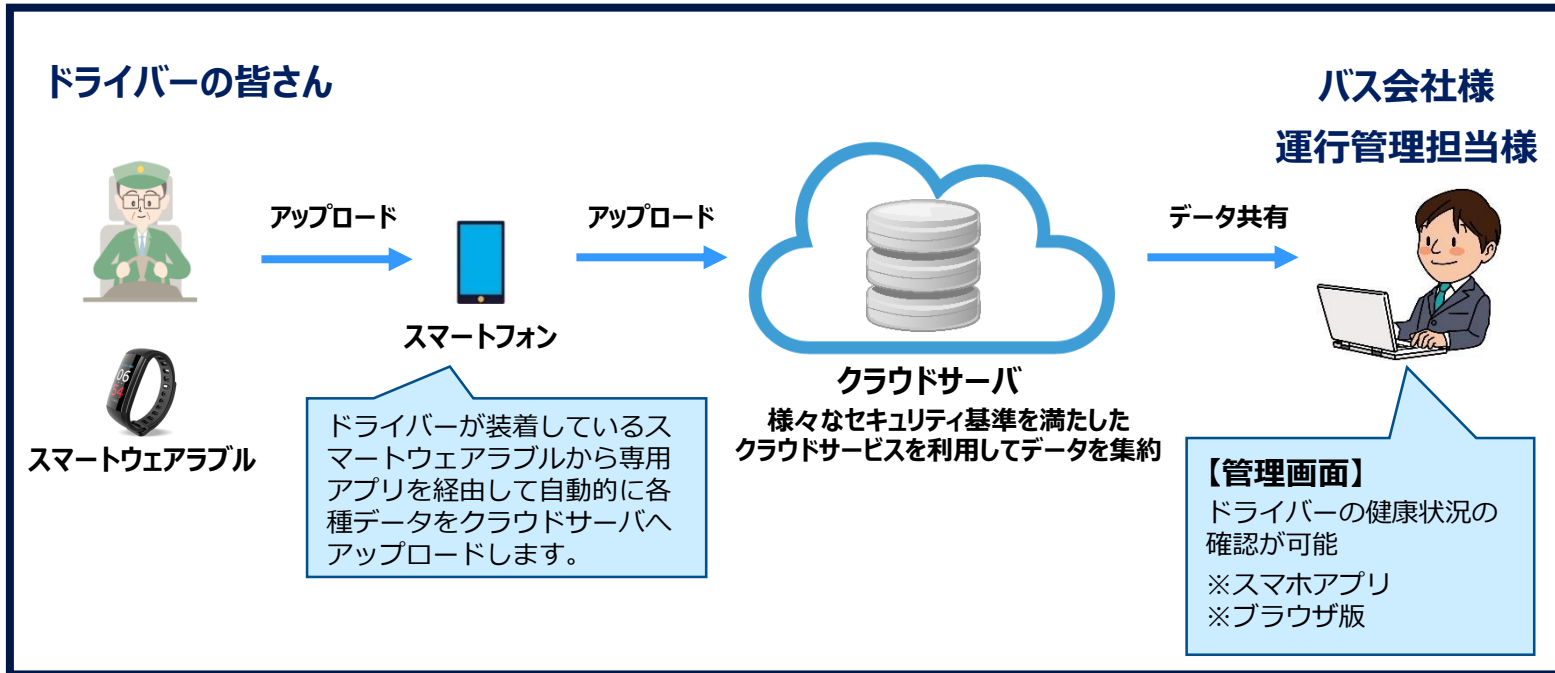 ドライバーの皆さん
バス会社様
運行管理担当様
アップロード
アップロード
データ共有
スマートフォン
スマートウェアラブル
ドライバーが装着しているス
マートウェアラブルから専用
アプリを経由して自動的に各
種データをクラウドサーバへ
アップロードします。
クラウドサーバ
様々なセキュリティ基準を満たした
クラウドサービスを利用してデータを集約
【管理画面】
ドライバーの健康状況の
確認が可能
※スマホアプリ
※ブラウザ版